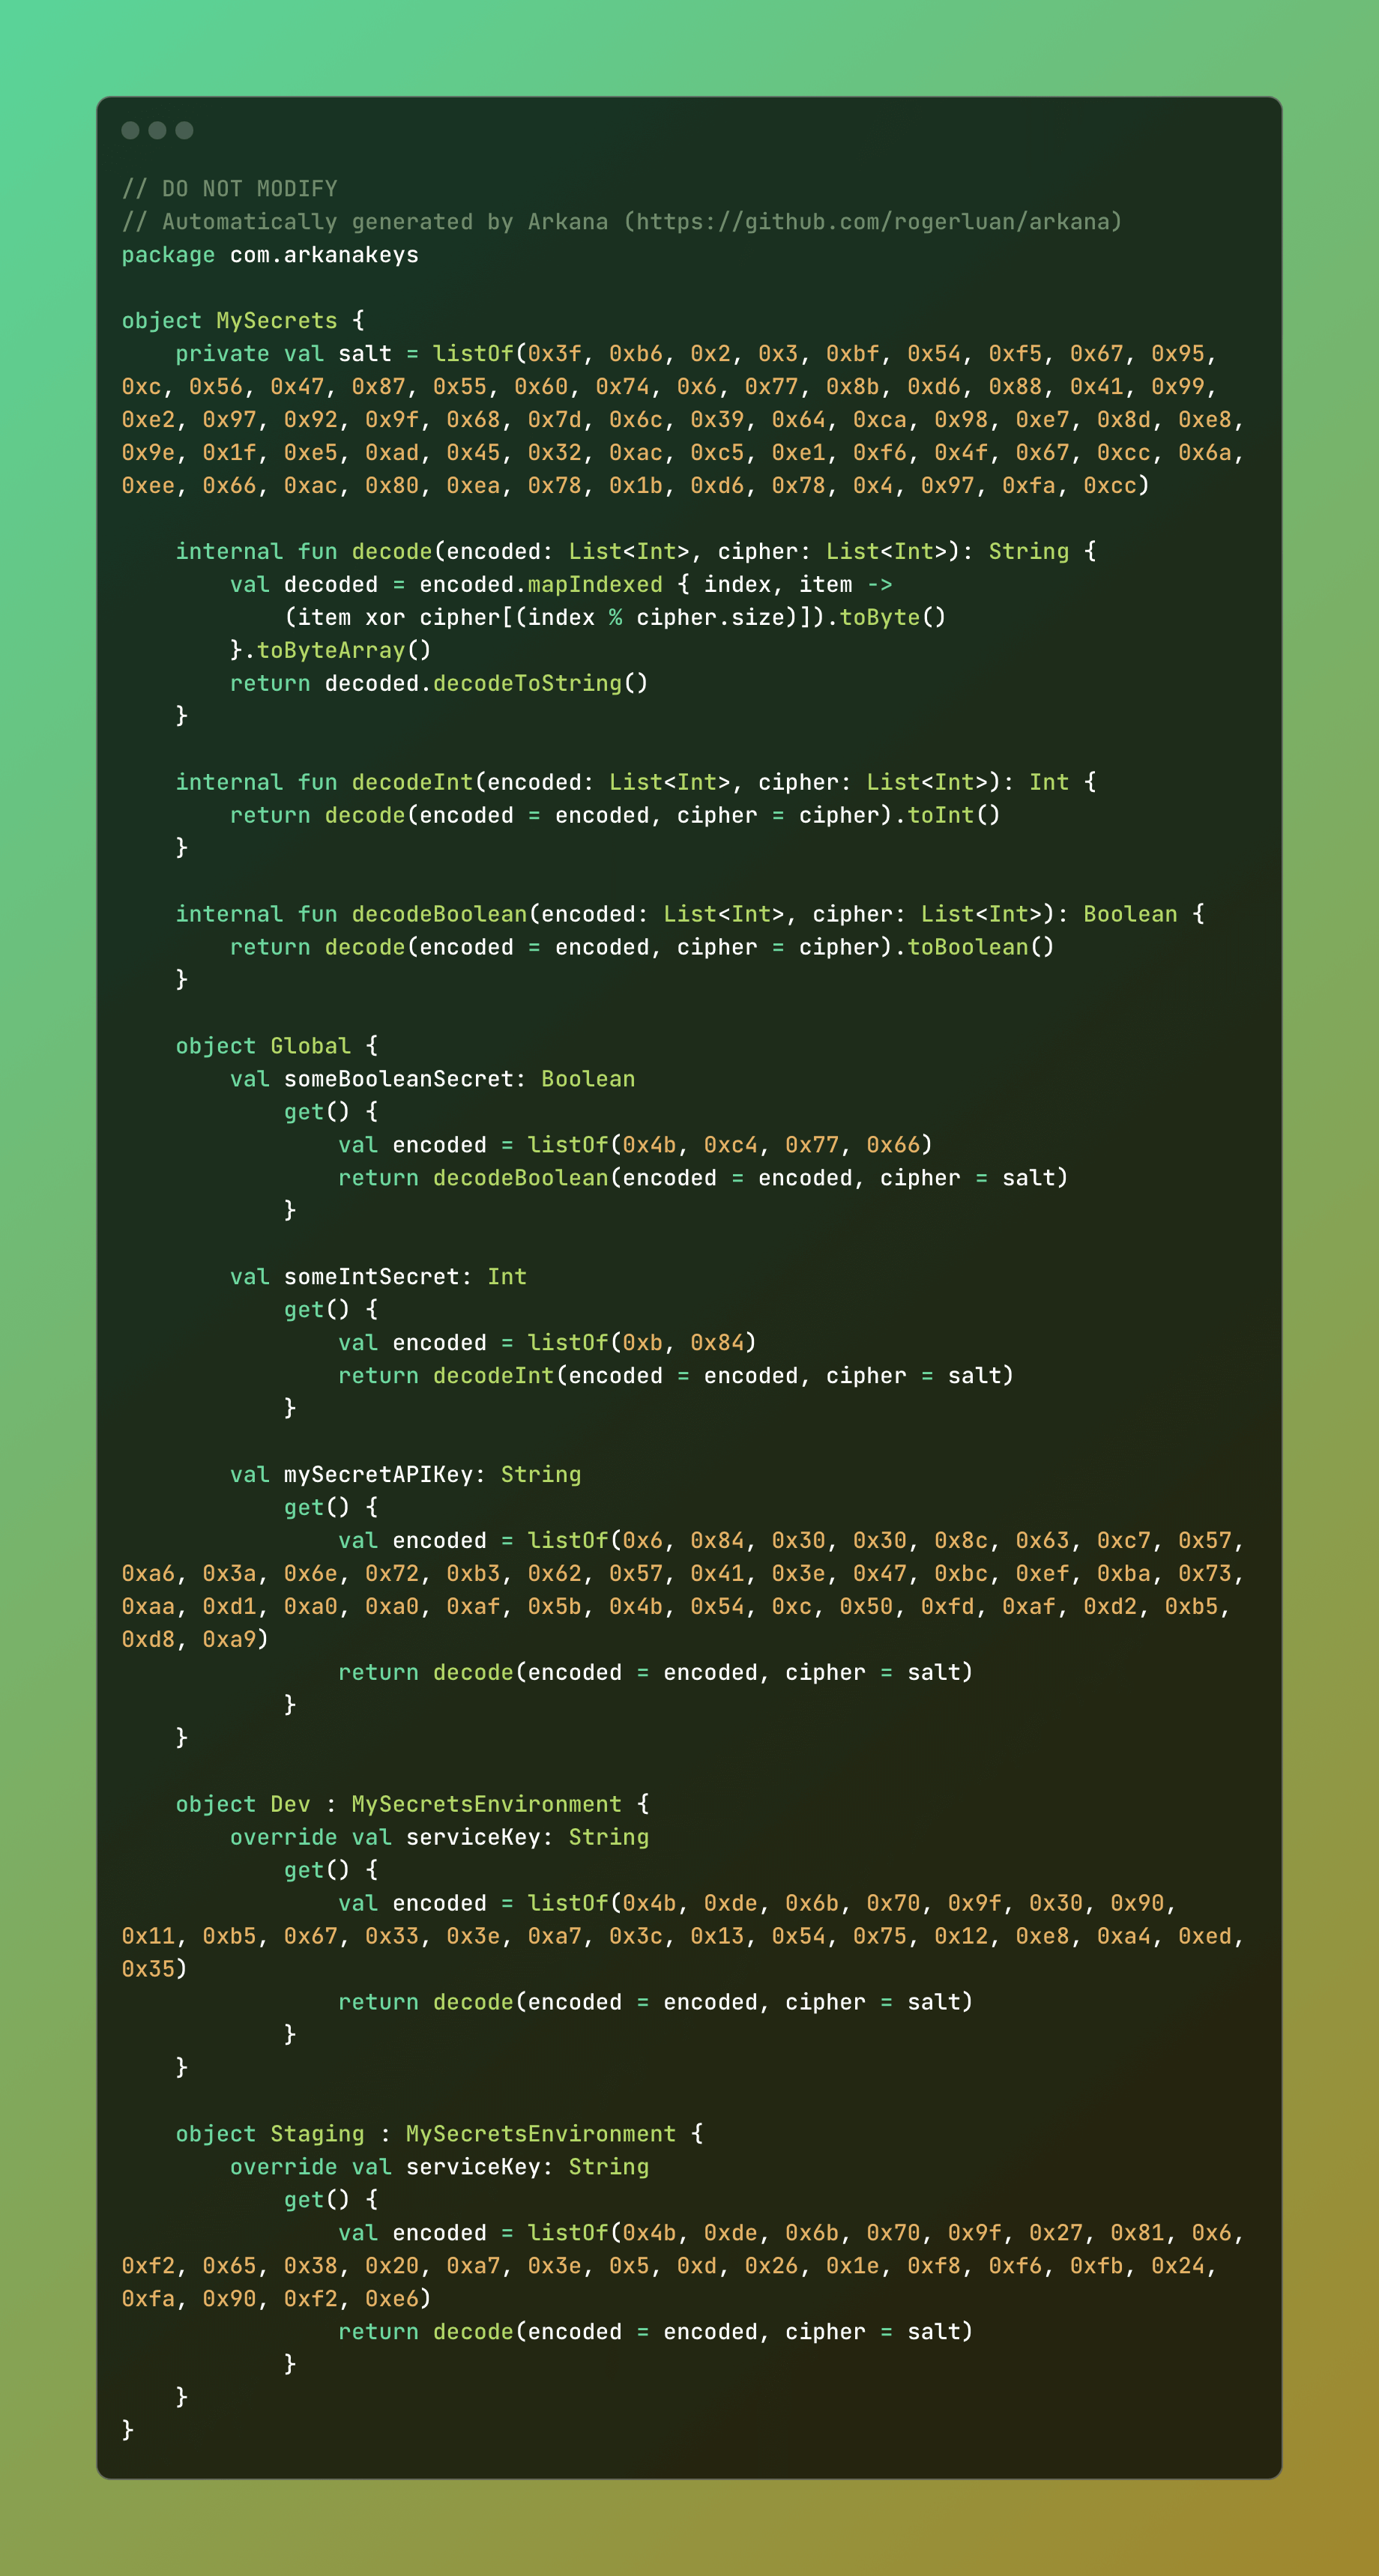 // DO NOT MODIFY
// Automatically generated by Arkana (https://github.com/rogerluan/arkana)
package com.arkanakeys

object MySecrets {
    private val salt = listOf(0x3f, 0xb6, 0x2, 0x3, 0xbf, 0x54, 0xf5, 0x67, 0x95,
0xc, 0x56, 0x47, 0x87, 0x55, 0x60, 0x74, 0x6, 0x77, 0x8b, 0xd6, 0x88, 0x41, 0x99,
0xe2, 0x97, 0x92, 0x9f, 0x68, 0x7d, 0x6c, 0x39, 0x64, 0xca, 0x98, 0xe7, 0x8d, 0xe8,
0x9e, 0x1f, 0xe5, 0xad, 0x45, 0x32, 0xac, 0xc5, 0xe1, 0xf6, 0x4f, 0x67, 0xcc, 0x6a,
0xee, 0x66, 0xac, 0x80, 0xea, 0x78, 0x1b, 0xd6, 0x78, 0x4, 0x97, 0xfa, 0xcc)

    internal fun decode(encoded: List<Int>, cipher: List<Int>): String {
        val decoded = encoded.mapIndexed { index, item ->
            (item xor cipher[(index % cipher.size)]).toByte()
        }.toByteArray()
        return decoded.decodeToString()
    }

    internal fun decodeInt(encoded: List<Int>, cipher: List<Int>): Int {
        return decode(encoded = encoded, cipher = cipher).toInt()
    }

    internal fun decodeBoolean(encoded: List<Int>, cipher: List<Int>): Boolean {
        return decode(encoded = encoded, cipher = cipher).toBoolean()
    }

    object Global {
        val someBooleanSecret: Boolean
            get() {
                val encoded = listOf(0x4b, 0xc4, 0x77, 0x66)
                return decodeBoolean(encoded = encoded, cipher = salt)
            }

        val someIntSecret: Int
            get() {
                val encoded = listOf(0xb, 0x84)
                return decodeInt(encoded = encoded, cipher = salt)
            }

        val mySecretAPIKey: String
            get() {
                val encoded = listOf(0x6, 0x84, 0x30, 0x30, 0x8c, 0x63, 0xc7, 0x57,
0xa6, 0x3a, 0x6e, 0x72, 0xb3, 0x62, 0x57, 0x41, 0x3e, 0x47, 0xbc, 0xef, 0xba, 0x73,
0xaa, 0xd1, 0xa0, 0xa0, 0xaf, 0x5b, 0x4b, 0x54, 0xc, 0x50, 0xfd, 0xaf, 0xd2, 0xb5,
0xd8, 0xa9)
                return decode(encoded = encoded, cipher = salt)
            }
    }

    object Dev : MySecretsEnvironment {
        override val serviceKey: String
            get() {
                val encoded = listOf(0x4b, 0xde, 0x6b, 0x70, 0x9f, 0x30, 0x90,
0x11, 0xb5, 0x67, 0x33, 0x3e, 0xa7, 0x3c, 0x13, 0x54, 0x75, 0x12, 0xe8, 0xa4, 0xed,
0x35)
                return decode(encoded = encoded, cipher = salt)
            }
    }

    object Staging : MySecretsEnvironment {
        override val serviceKey: String
            get() {
                val encoded = listOf(0x4b, 0xde, 0x6b, 0x70, 0x9f, 0x27, 0x81, 0x6,
0xf2, 0x65, 0x38, 0x20, 0xa7, 0x3e, 0x5, 0xd, 0x26, 0x1e, 0xf8, 0xf6, 0xfb, 0x24,
0xfa, 0x90, 0xf2, 0xe6)
                return decode(encoded = encoded, cipher = salt)
            }
    }
}